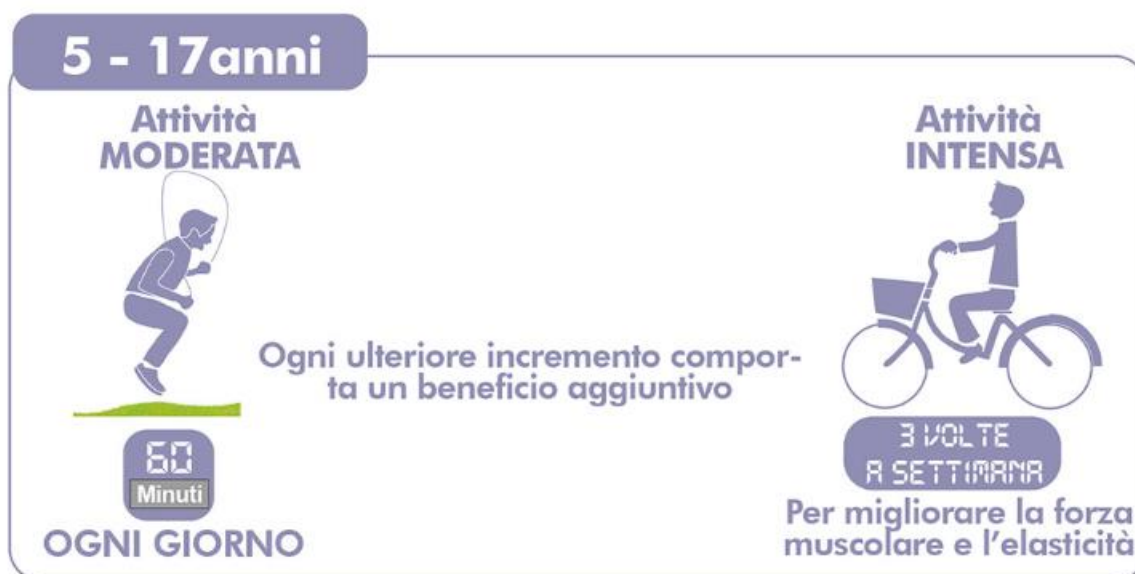 5 - 17anni
Attività
MODERATA
60
Minuti
OGNI GIORNO
Ogni ulteriore incremento compor-
ta un beneficio aggiuntivo
Attività
INTENSA
3 VOLTE
A SETTIMANA
Per migliorare la forza
muscolare e l'elasticità